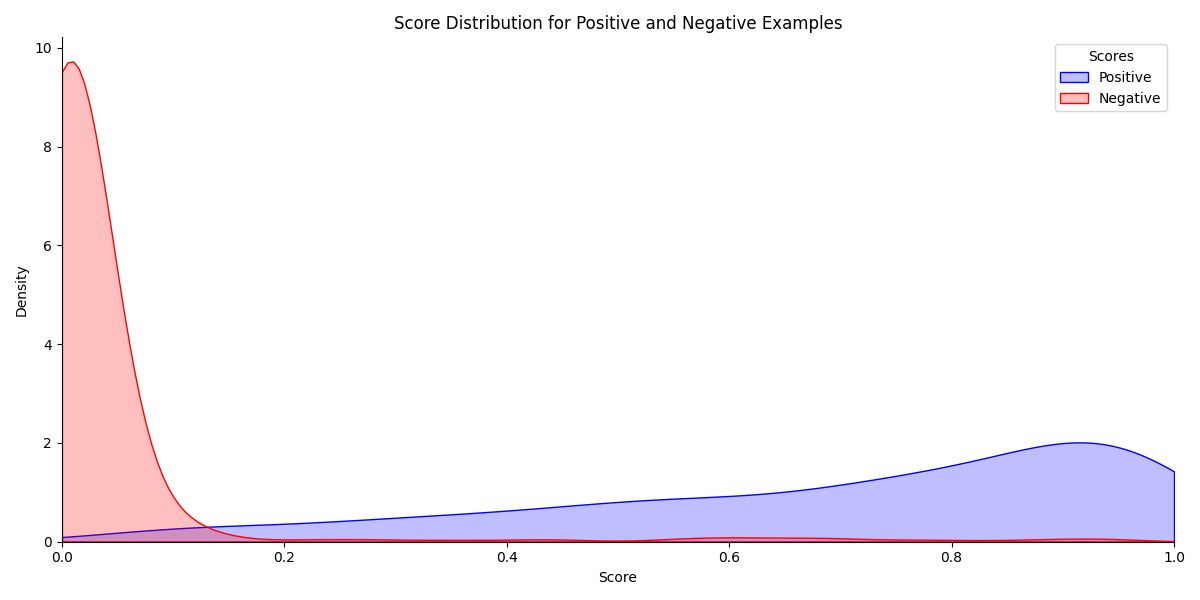 Score Distribution for Positive and Negative Examples
Scores
Positive
Negative
Density
10
8
6
4
2
0
0.0 0.2 0.4 0.6 0.8 1.0
Score